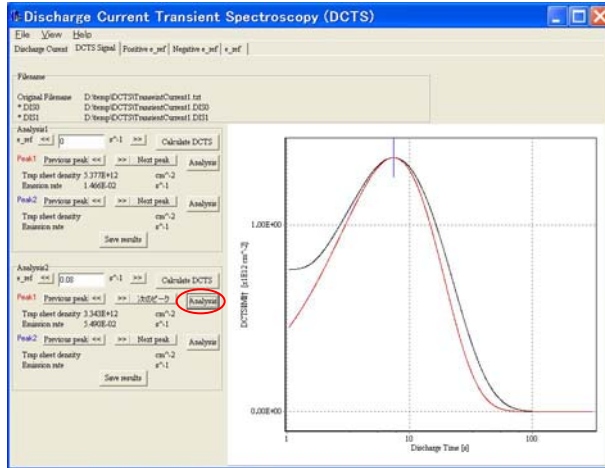 Discharge Current Transient Spectroscopy (DCTS)
File View Help
Discharge Current DCTS Signal Positive e_ref Negative e_ref e_ref
Filename
Original Filename D:\temp\DCTS\TransientCurrent1.txt
* DIS0 D:\temp\DCTS\TransientCurrent1.DIS0
* DIS1 D:\temp\DCTS\TransientCurrent1.DIS1
Analysis1
e_ref << 0 s^-1 >> Calculate DCTS
Peak1 Previous peak << >> Next peak Analysis
Trap sheet density 5.377E+12 cm^-2
Emission rate 1.466E-02 s^-1
Peak2 Previous peak << >> Next peak Analysis
Trap sheet density cm^-2
Emission rate s^-1
Save results
Analysis2
e_ref << 0.08 s^-1 >> Calculate DCTS
Peak1 Previous peak << >> 次のピーク Analysis
Trap sheet density 3.543E+12 cm^-2
Emission rate 5.490E-02 s^-1
Peak2 Previous peak << >> Next peak Analysis
Trap sheet density cm^-2
Emission rate s^-1
Save results
[x1E12 cm^-2]
1.00E+00
0.00E+00
1 10 100
Discharge Time [s]